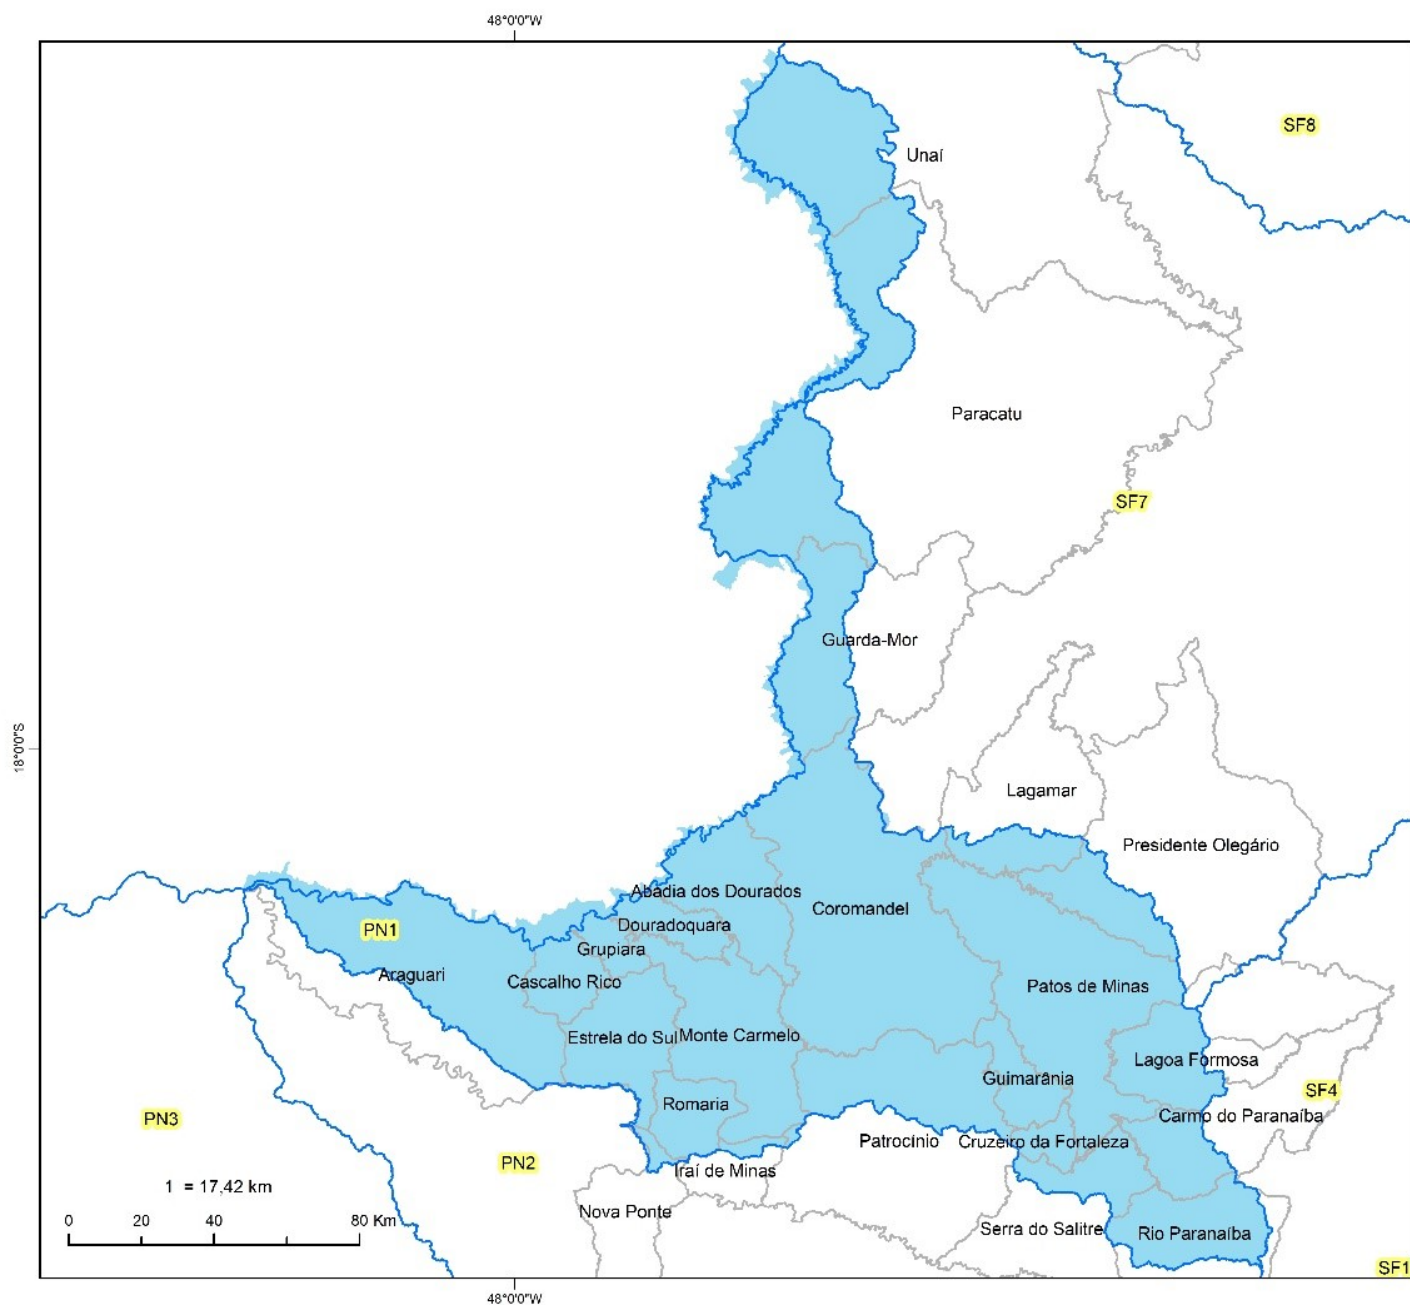 48°0'0"W
SF8
Unaí
Paracatu
SF7
Guarda-Mor
18°0'0"S
Lagamar
Presidente Olegário
Abadia dos Dourados
Coromandel
Douradoquara
PN1
Grupiara
Araguari
Cascalho Rico
Patos de Minas
Estrela do Sul
Monte Carmelo
Lagoa Formosa
Guimarânia
SF4
Romaria
Carmo do Paranaíba
PN3
Patrocínio
Cruzeiro da Fortaleza
PN2
Iraí de Minas
1 = 17,42 km
Nova Ponte
Serra do Salitre
Rio Paranaíba
0 20 40 80 Km
SF1
48°0'0"W